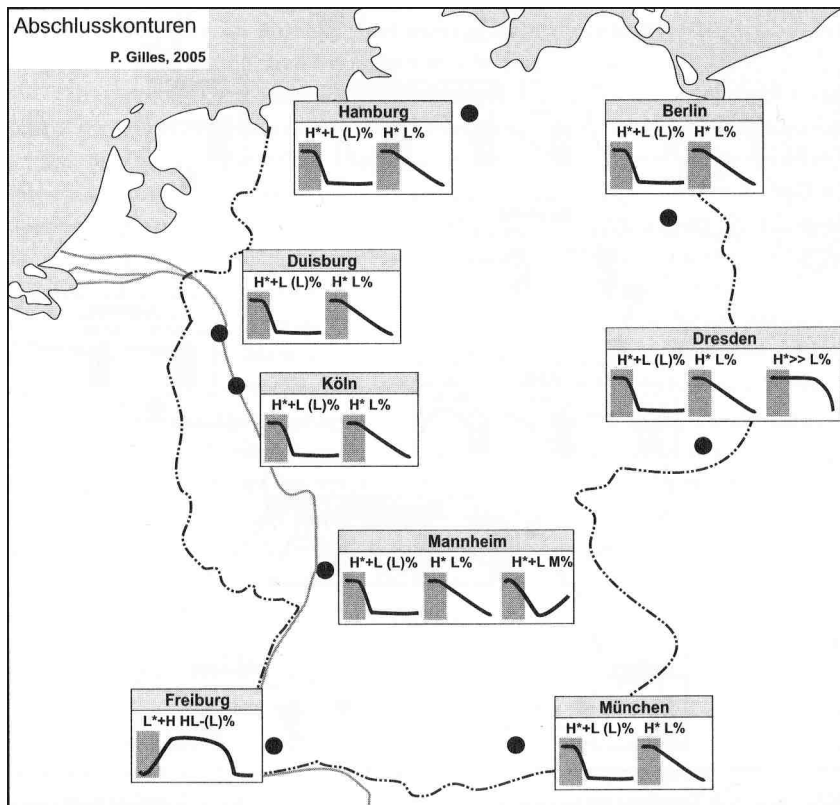 Abschlusskonturen
P. Gilles, 2005
Hamburg
H*+L (L)% H* L%
Berlin
H*+L (L)% H* L%
Duisburg
H*+L (L)% H* L%
Dresden
H*+L (L)% H* L% H*>> L%
Köln
H*+L (L)% H* L%
Mannheim
H*+L (L)% H* L% H*+L M%
Freiburg
L*+H HL-(L)%
München
H*+L (L)% H* L%